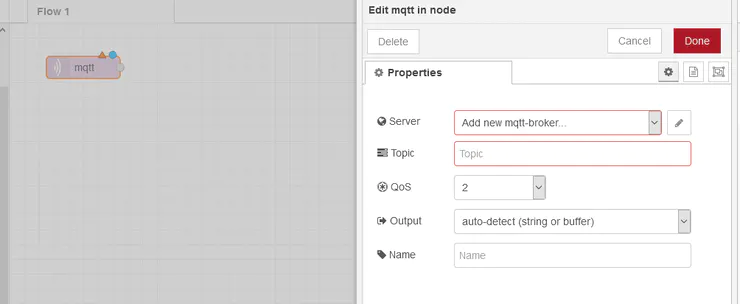 Flow 1
mqtt
Edit mqtt in node
Delete
Cancel
Done
Properties
Server
Add new mqtt-broker...
Topic
Topic
QoS
2
Output
auto-detect (string or buffer)
Name
Name